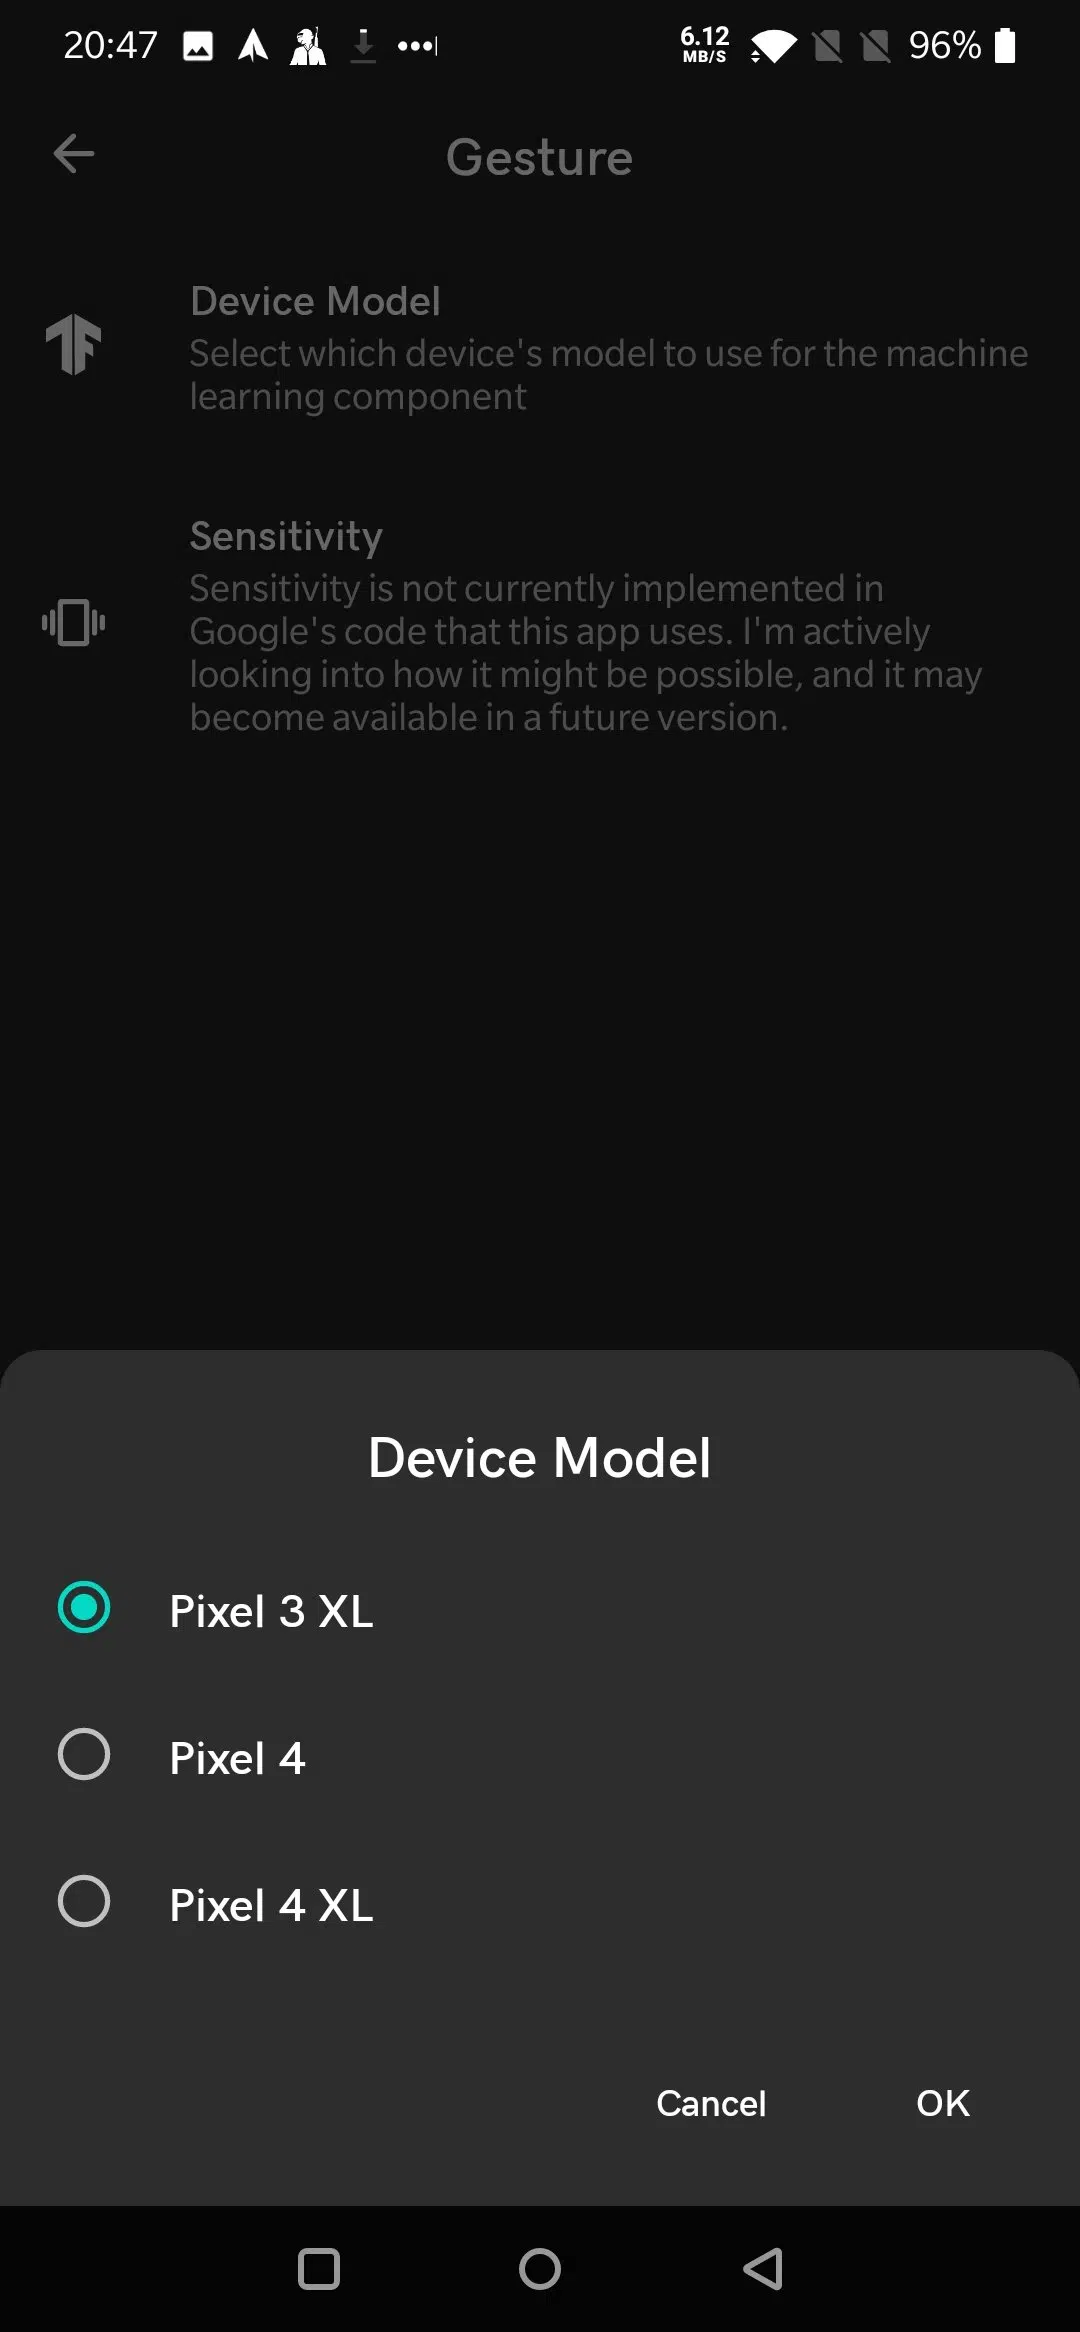 20:47 6.12 MB/S 96%
Gesture
Device Model
Select which device's model to use for the machine
learning component
Sensitivity
Sensitivity is not currently implemented in
Google's code that this app uses. I'm actively
looking into how it might be possible, and it may
become available in a future version.
Device Model
Pixel 3 XL
Pixel 4
Pixel 4 XL
Cancel OK